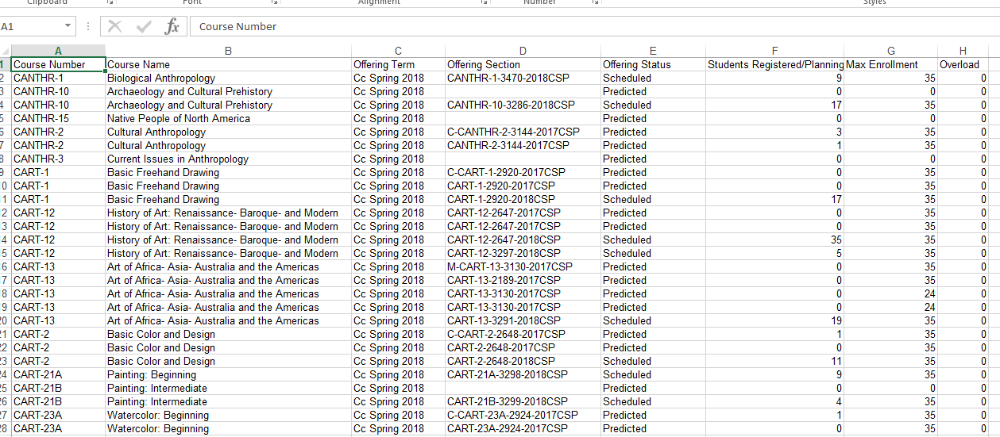 Clipboard Font Alignment Number Styles
A1 fx Course Number
A B C D E F G H
1 Course Number Course Name Offering Term Offering Section Offering Status Students Registered/Planning Max Enrollment Overload
2 CANTHR-1 Biological Anthropology Cc Spring 2018 CANTHR-1-3470-2018CSP Scheduled 9 35 0
3 CANTHR-10 Archaeology and Cultural Prehistory Cc Spring 2018 Predicted 0 0 0
4 CANTHR-10 Archaeology and Cultural Prehistory Cc Spring 2018 CANTHR-10-3286-2018CSP Scheduled 17 35 0
5 CANTHR-15 Native People of North America Cc Spring 2018 Predicted 0 0 0
6 CANTHR-2 Cultural Anthropology Cc Spring 2018 C-CANTHR-2-3144-2017CSP Predicted 3 35 0
7 CANTHR-2 Cultural Anthropology Cc Spring 2018 CANTHR-2-3144-2017CSP Predicted 1 35 0
8 CANTHR-3 Current Issues in Anthropology Cc Spring 2018 Predicted 0 0 0
9 CART-1 Basic Freehand Drawing Cc Spring 2018 C-CART-1-2920-2017CSP Predicted 0 35 0
10 CART-1 Basic Freehand Drawing Cc Spring 2018 CART-1-2920-2017CSP Predicted 0 35 0
11 CART-1 Basic Freehand Drawing Cc Spring 2018 CART-1-2920-2018CSP Scheduled 17 35 0
12 CART-12 History of Art: Renaissance- Baroque- and Modern Cc Spring 2018 CART-12-2647-2017CSP Predicted 0 35 0
13 CART-12 History of Art: Renaissance- Baroque- and Modern Cc Spring 2018 CART-12-2647-2017CSP Predicted 0 35 0
14 CART-12 History of Art: Renaissance- Baroque- and Modern Cc Spring 2018 CART-12-2647-2018CSP Scheduled 35 35 0
15 CART-12 History of Art: Renaissance- Baroque- and Modern Cc Spring 2018 CART-12-3297-2018CSP Scheduled 5 35 0
16 CART-13 Art of Africa- Asia- Australia and the Americas Cc Spring 2018 M-CART-13-3130-2017CSP Predicted 0 35 0
17 CART-13 Art of Africa- Asia- Australia and the Americas Cc Spring 2018 CART-13-2189-2017CSP Predicted 0 35 0
18 CART-13 Art of Africa- Asia- Australia and the Americas Cc Spring 2018 CART-13-3130-2017CSP Predicted 0 24 0
19 CART-13 Art of Africa- Asia- Australia and the Americas Cc Spring 2018 CART-13-3130-2017CSP Predicted 0 24 0
20 CART-13 Art of Africa- Asia- Australia and the Americas Cc Spring 2018 CART-13-3291-2018CSP Scheduled 19 35 0
21 CART-2 Basic Color and Design Cc Spring 2018 C-CART-2-2648-2017CSP Predicted 1 35 0
22 CART-2 Basic Color and Design Cc Spring 2018 CART-2-2648-2017CSP Predicted 0 35 0
23 CART-2 Basic Color and Design Cc Spring 2018 CART-2-2648-2018CSP Scheduled 11 35 0
24 CART-21A Painting: Beginning Cc Spring 2018 CART-21A-3298-2018CSP Scheduled 9 35 0
25 CART-21B Painting: Intermediate Cc Spring 2018 Predicted 0 0 0
26 CART-21B Painting: Intermediate Cc Spring 2018 CART-21B-3299-2018CSP Scheduled 4 35 0
27 CART-23A Watercolor: Beginning Cc Spring 2018 C-CART-23A-2924-2017CSP Predicted 1 35 0
28 CART-23A Watercolor: Beginning Cc Spring 2018 CART-23A-2924-2017CSP Predicted 0 35 0